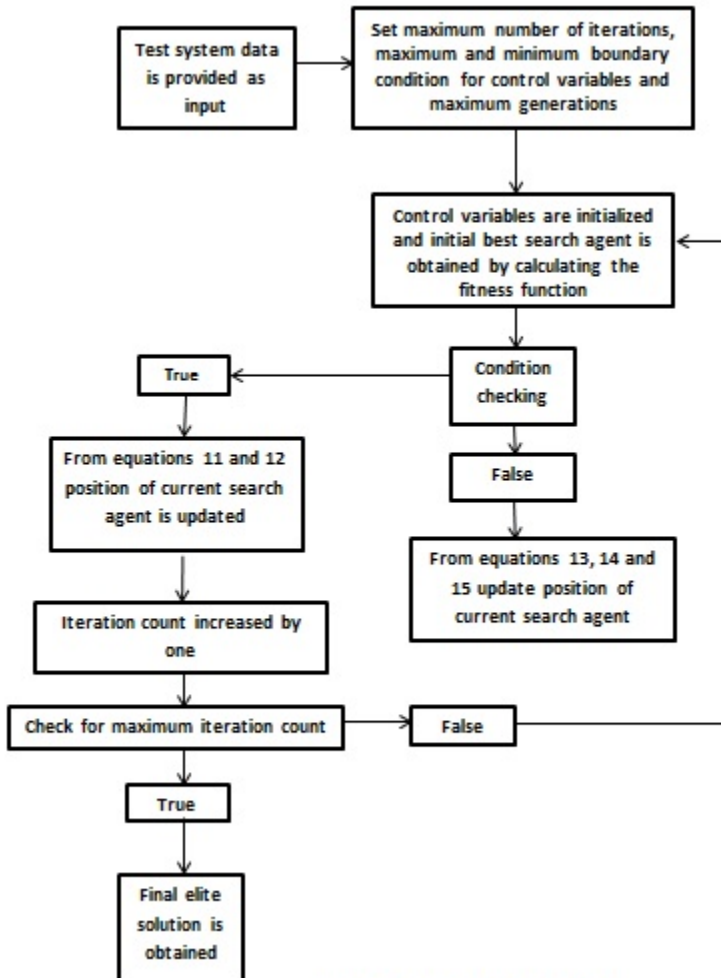 Test system data
is provided as
input
Set maximum number of iterations,
maximum and minimum boundary
condition for control variables and
maximum generations
Control variables are initialized
and initial best search agent is
obtained by calculating the
fitness function
Condition
checking
True
From equations 11 and 12
position of current search
agent is updated
False
From equations 13, 14 and
15 update position of
current search agent
Iteration count increased by
one
Check for maximum iteration count
False
True
Final elite
solution is
obtained